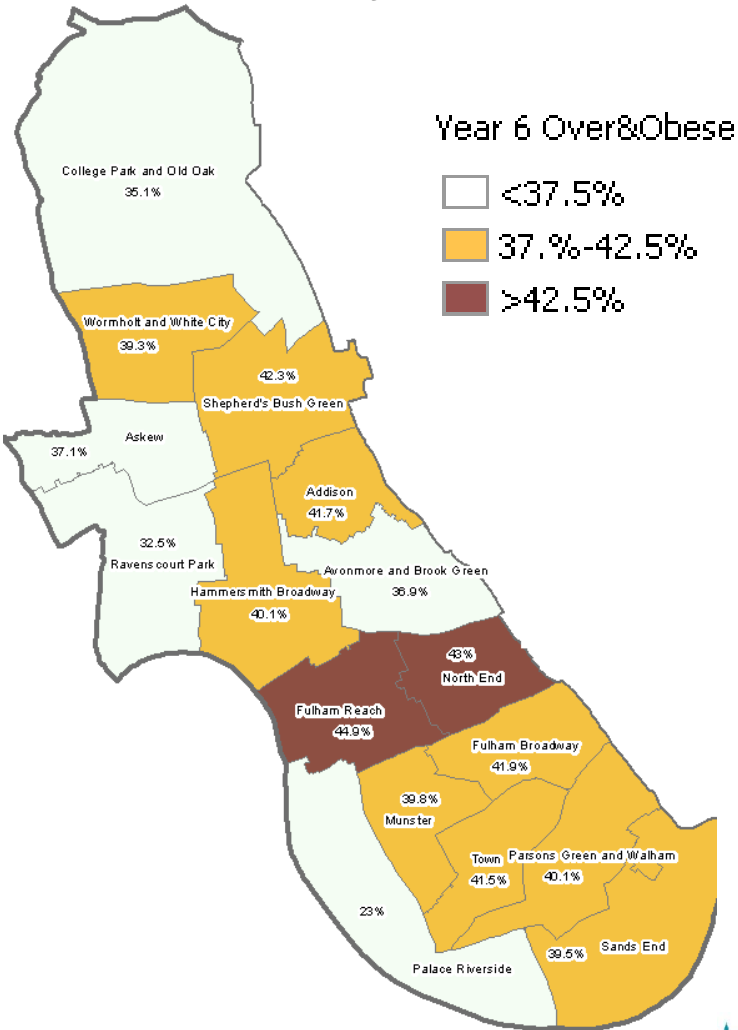 Year 6 Over&Obese
<37.5%
37.%-42.5%
>42.5%
College Park and Old Oak
35.1%
Wormholt and White City
39.3%
42.3%
Shepherd's Bush Green
Askew
37.1%
Addison
41.7%
32.5%
Ravenscourt Park
Avonmore and Brook Green
36.9%
Hammersmith Broadway
40.1%
43%
North End
Fulham Reach
44.9%
Fulham Broadway
41.9%
39.8%
Munster
Town
41.5%
Parsons Green and Walham
40.1%
23%
Palace Riverside
39.5%
Sands End